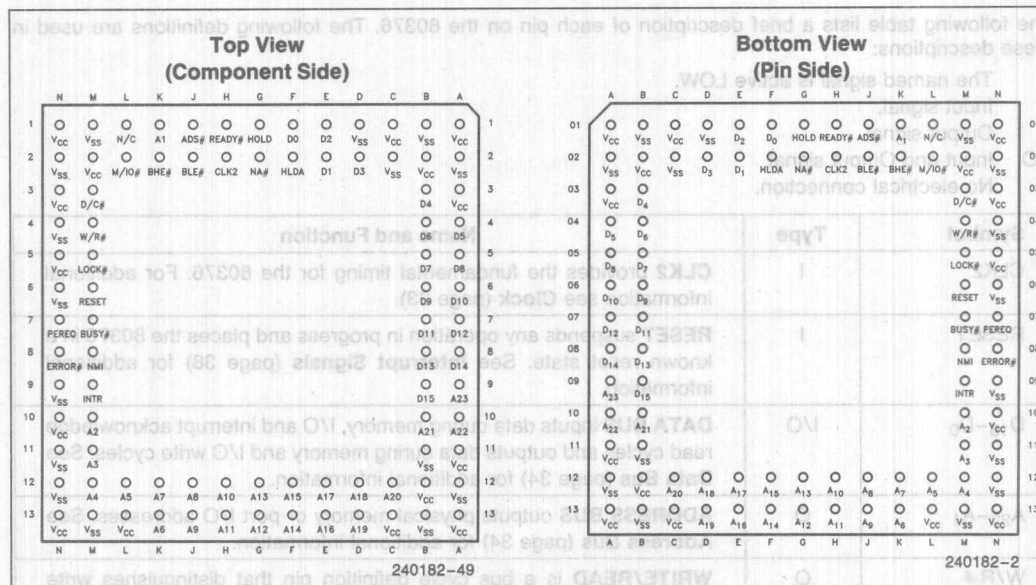 Top View
(Component Side)
N M L K J H G F E D C B A
1 1
VCC VSS N/C A1 ADS# READY# HOLD D0 D2 VSS VCC VSS VCC
2 2
VSS VCC M/IO# BHE# BLE# CLK2 NA# HLDA D1 D3 VSS VCC VSS
3 3
VCC D/C# D4 VCC
4 4
VSS W/R# D6 D5
5 5
VCC LOCK# D7 D8
6 6
VSS RESET D9 D10
7 7
PEREQ BUSY# D11 D12
8 8
ERROR# NMI D13 D14
9 9
VSS INTR D15 A23
10 10
VCC A2 A21 A22
11 11
VSS A3 VSS VCC
12 12
VSS A4 A5 A7 A8 A10 A13 A15 A17 A18 A20 VCC VSS
13 13
VCC VSS VCC A6 A9 A11 A12 A14 A16 A19 VCC VSS VCC
N M L K J H G F E D C B A
240182–49
Bottom View
(Pin Side)
A B C D E F G H J K L M N
01 01
VCC VSS VCC VSS D2 D0 HOLD READY# ADS# A1 N/C VSS VCC
02 02
VSS VCC VSS D3 D1 HLDA NA# CLK2 BLE# BHE# M/IO# VCC VSS
03 03
VCC D4 D/C# VCC
04 04
D5 D6 W/R# VSS
05 05
D8 D7 LOCK# VCC
06 06
D10 D9 RESET VSS
07 07
D12 D11 BUSY# PEREQ
08 08
D14 D13 NMI ERROR#
09 09
A23 D15 INTR VSS
10 10
A22 A21 A2 VCC
11 11
VCC VSS A3 VSS
12 12
VSS VCC A20 A18 A17 A15 A13 A10 A8 A7 A5 A4 VSS
13 13
VCC VSS VCC A19 A16 A14 A12 A11 A9 A6 VCC VSS VCC
A B C D E F G H J K L M N
240182–2